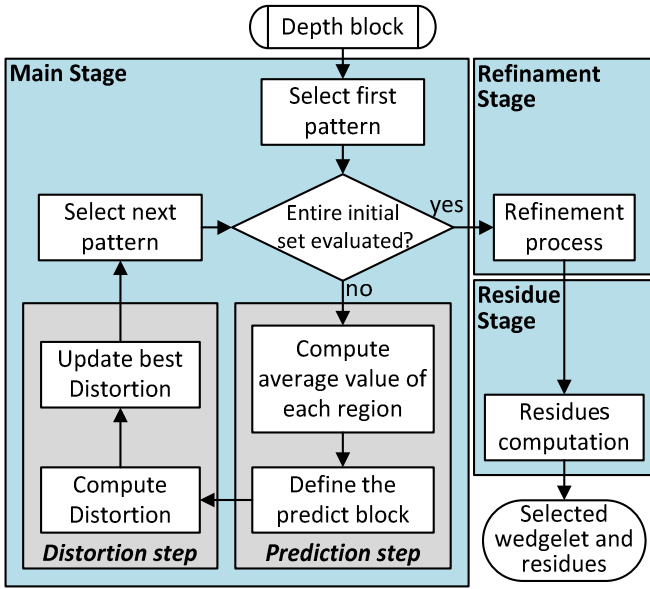 Depth block
Main Stage
Select first
pattern
Entire initial
set evaluated?
yes
no
Select next
pattern
Compute
average value of
each region
Define the
predict block
Prediction step
Update best
Distortion
Compute
Distortion
Distortion step
Refinament
Stage
Refinement
process
Residue
Stage
Residues
computation
Selected
wedgelet and
residues